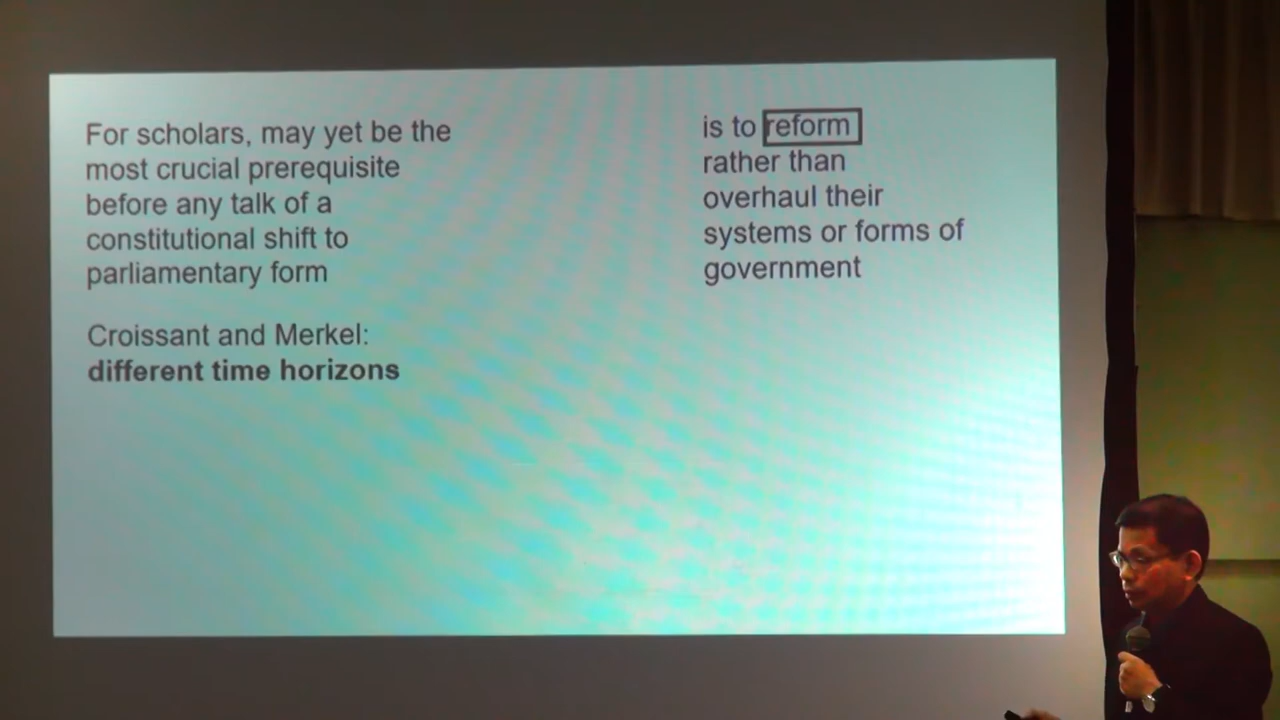 For scholars, may yet be the
most crucial prerequisite
before any talk of a
constitutional shift to
parliamentary form
Croissant and Merkel:
different time horizons
is to reform
rather than
overhaul their
systems or forms of
government